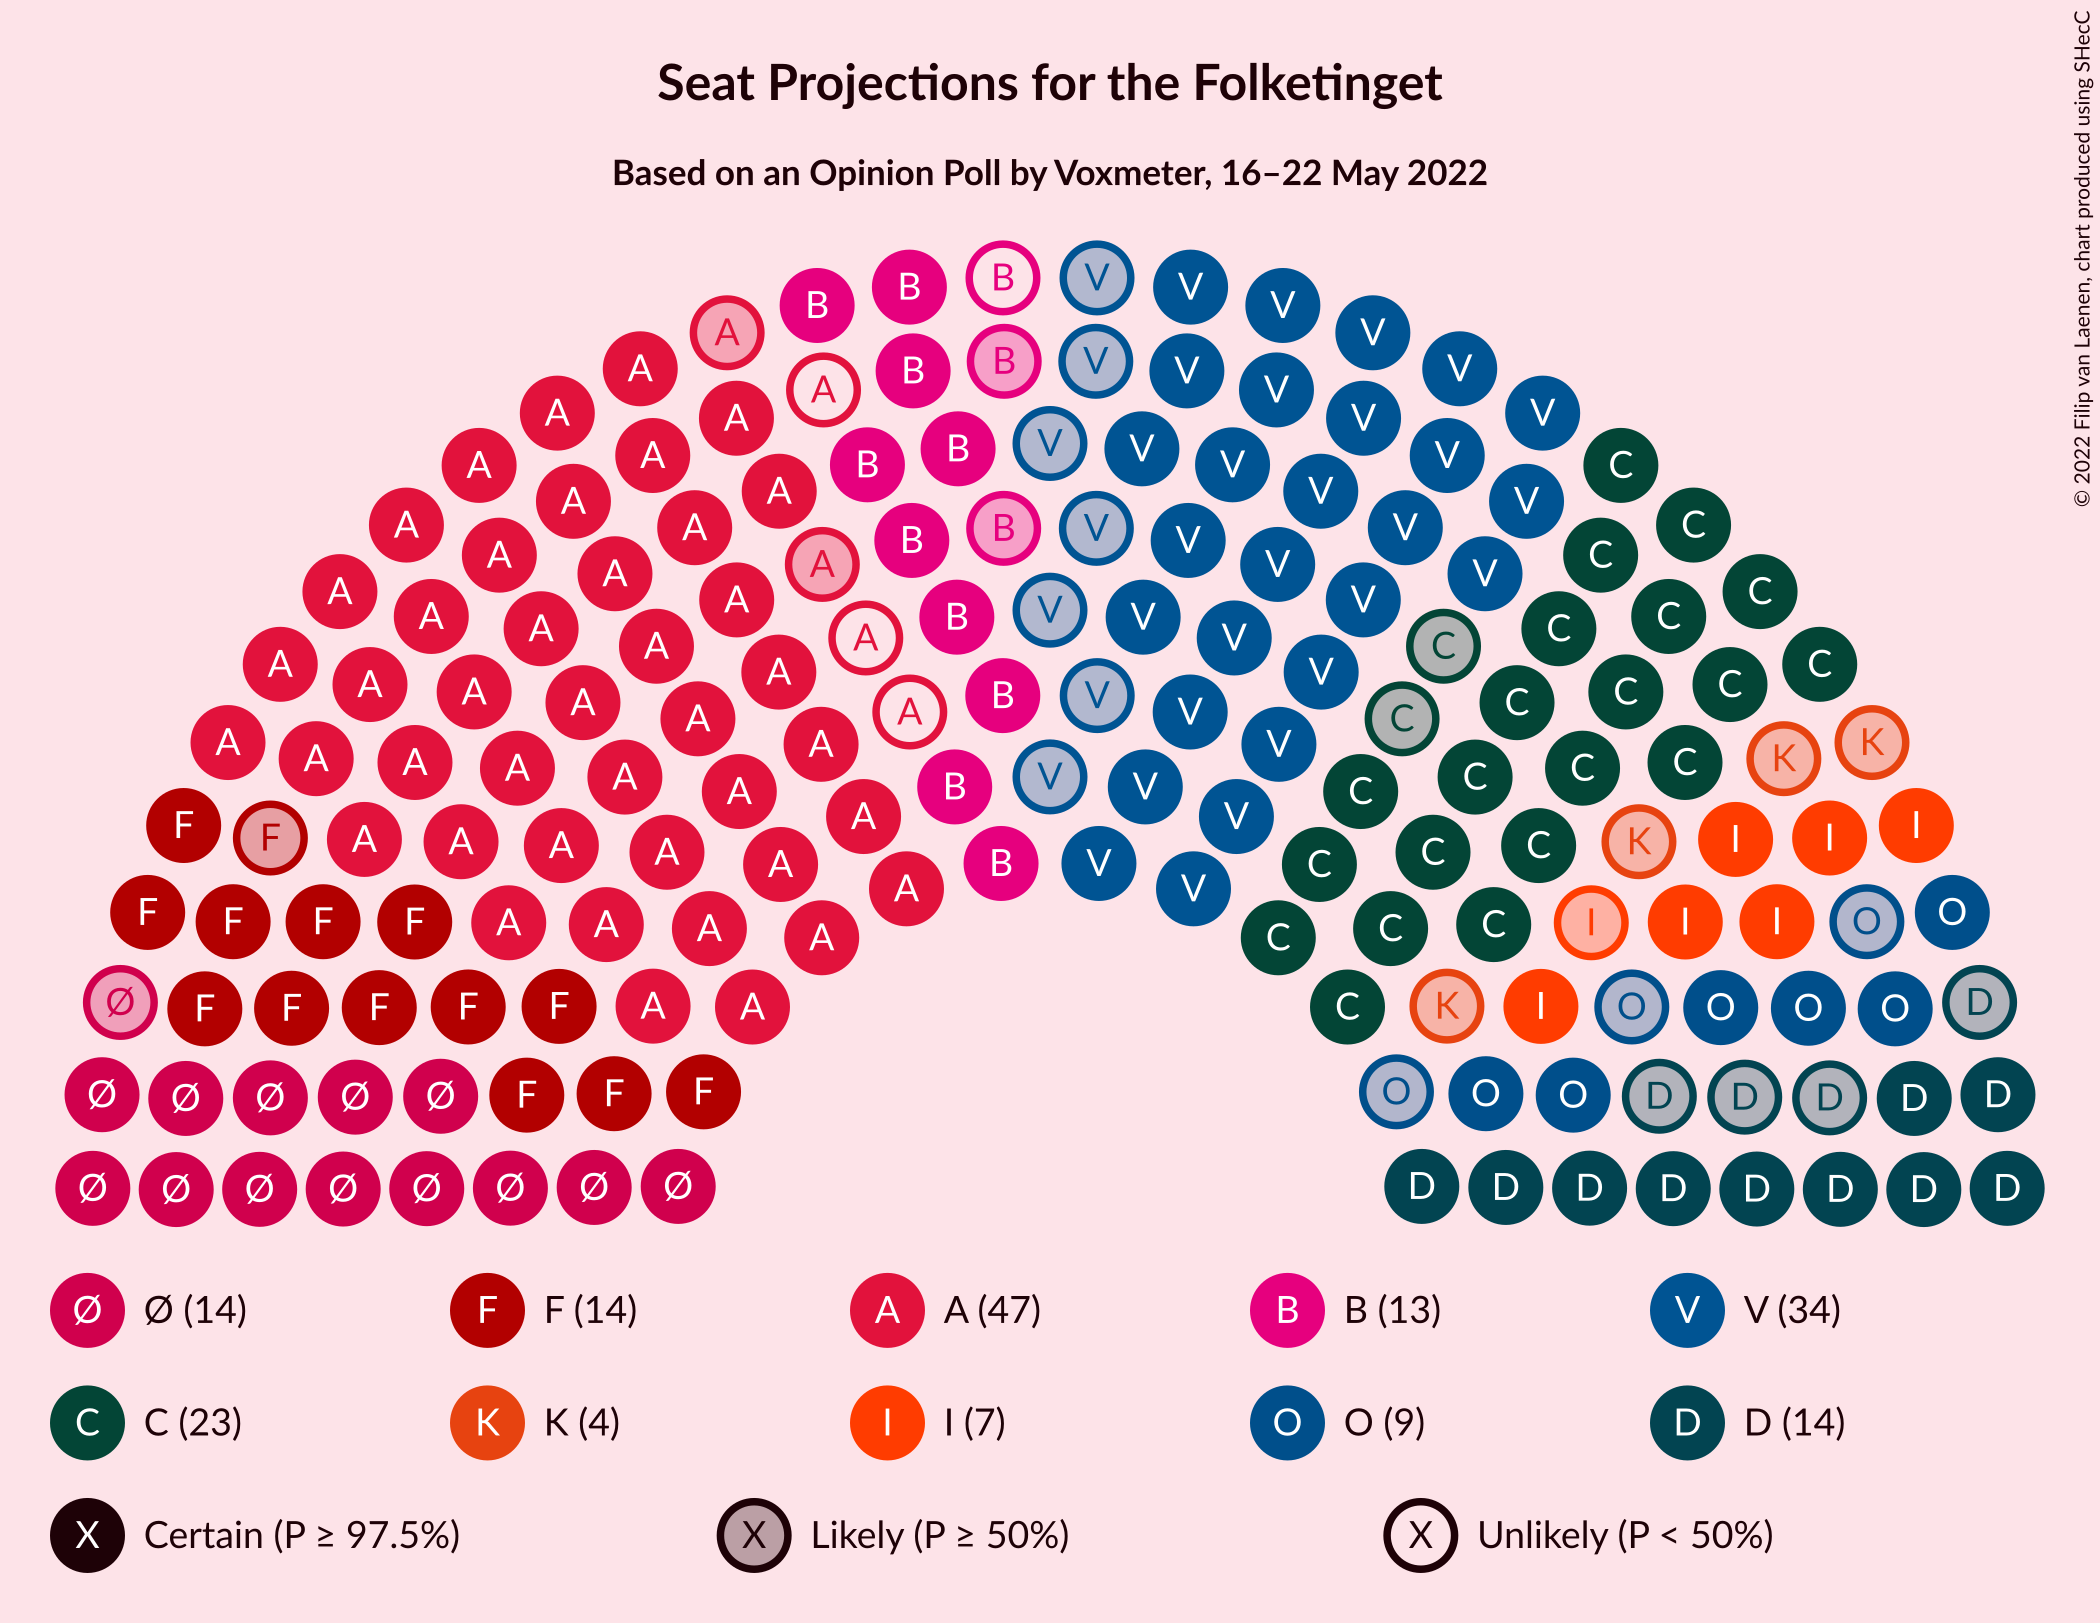 Seat Projections for the Folketinget
Based on an Opinion Poll by Voxmeter, 16–22 May 2022
© 2022 Filip van Laenen, chart produced using SHecC
B B B V V V
A B B V V V
A A A B B V V V V V
A A A B B V V V V V C
A A A A B B V V V V V C
A A A A A B V V V V C C
A A A A A B V V V C C C C
A A A A A A B V V V C C C C C
A A A A A A B V V V C C C C K K
F F A A A A A A B V V C C C K I I I
F F F F A A A A A C C C I I I O O
Ø F F F F F A A C K I O O O O D
Ø Ø Ø Ø Ø F F F O O O D D D D D
Ø Ø Ø Ø Ø Ø Ø Ø D D D D D D D D
Ø Ø (14) F F (14) A A (47) B B (13) V V (34)
C C (23) K K (4) I I (7) O O (9) D D (14)
X Certain (P ≥ 97.5%) X Likely (P ≥ 50%) X Unlikely (P < 50%)